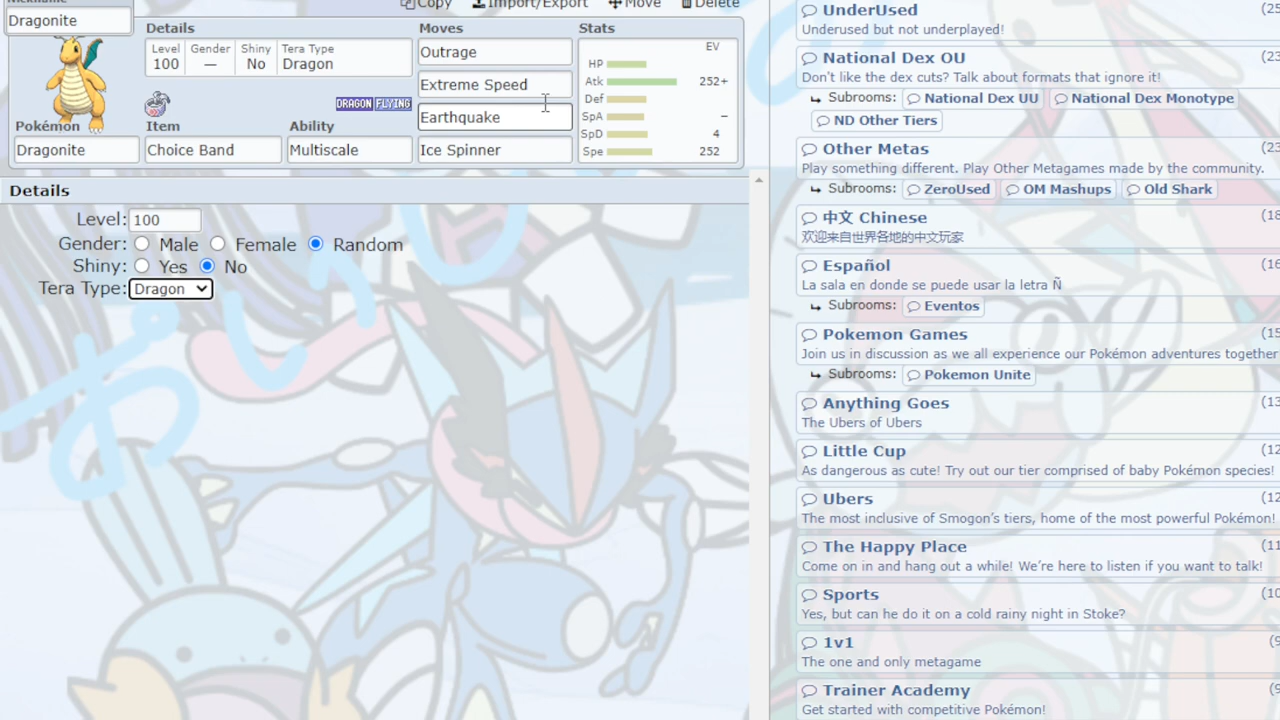 Nickname
Dragonite
Copy Import/Export Move Delete
Details
Level Gender Shiny Tera Type
100 — No Dragon
DRAGON FLYING
Pokémon Item Ability
Dragonite Choice Band Multiscale
Moves
Outrage
Extreme Speed
Earthquake
Ice Spinner
Stats
EV
HP
Atk 252+
Def
SpA –
SpD 4
Spe 252
Details
Level: 100
Gender: Male Female Random
Shiny: Yes No
Tera Type: Dragon
おいし
UnderUsed
Underused but not underplayed!
National Dex OU
Don't like the dex cuts? Talk about formats that ignore it!
Subrooms: National Dex UU National Dex Monotype
ND Other Tiers
Other Metas
Play something different. Play Other Metagames made by the community.
Subrooms: ZeroUsed OM Mashups Old Shark
中文 Chinese
欢迎来自世界各地的中文玩家
Español
La sala en donde se puede usar la letra Ñ
Subrooms: Eventos
Pokemon Games
Join us in discussion as we all experience our Pokémon adventures together
Subrooms: Pokemon Unite
Anything Goes
The Ubers of Ubers
Little Cup
As dangerous as cute! Try out our tier comprised of baby Pokémon species!
Ubers
The most inclusive of Smogon's tiers, home of the most powerful Pokémon!
The Happy Place
Come on in and hang out a while! We're here to listen if you want to talk!
Sports
Yes, but can he do it on a cold rainy night in Stoke?
1v1
The one and only metagame
Trainer Academy
Get started with competitive Pokémon!